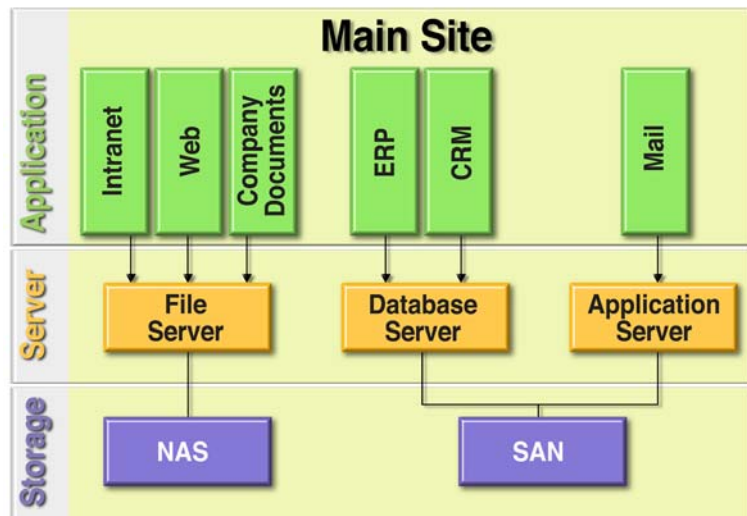 Main Site
Application
Intranet
Web
Company
Documents
ERP
CRM
Mail
Server
File
Server
Database
Server
Application
Server
Storage
NAS
SAN